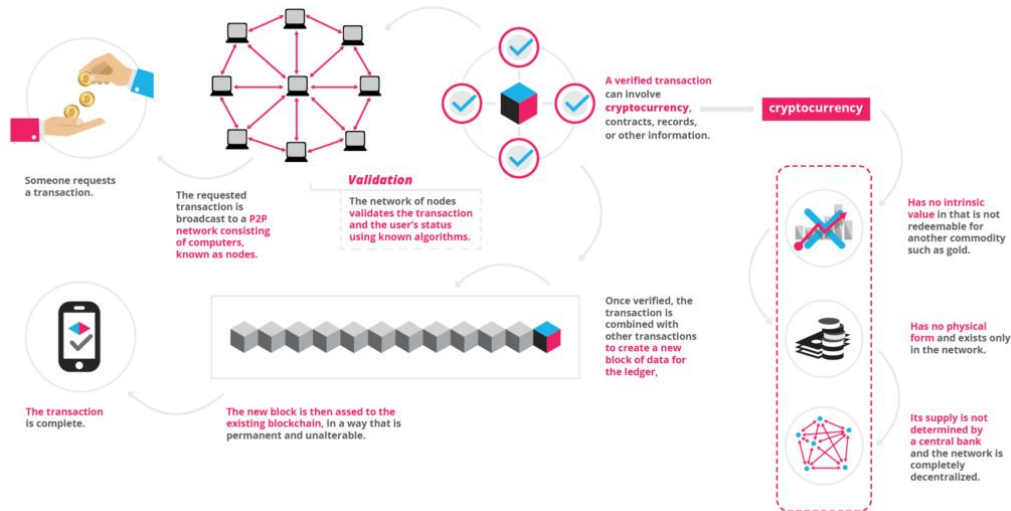 Someone requests
a transaction.
The requested
transaction is
broadcast to a P2P
network consisting
of computers,
known as nodes.
Validation
The network of nodes
validates the transaction
and the user's status
using known algorithms.
A verified transaction
can involve
cryptocurrency,
contracts, records,
or other information.
cryptocurrency
Has no intrinsic
value in that is not
redeemable for
another commodity
such as gold.
Has no physical
form and exists only
in the network.
Its supply is not
determined by
a central bank
and the network is
completely
decentralized.
Once verified, the
transaction is
combined with
other transactions
to create a new
block of data for
the ledger,
The new block is then assed to the
existing blockchain, in a way that is
permanent and unalterable.
The transaction
is complete.